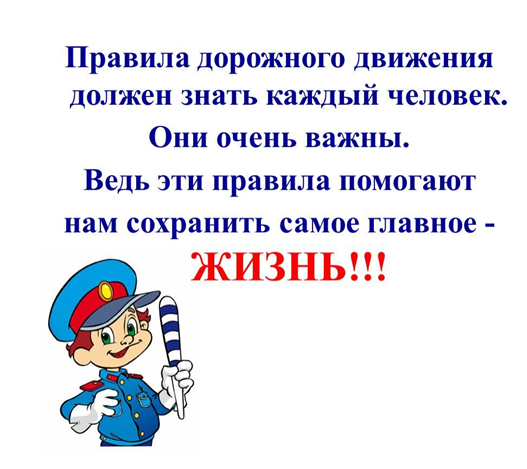 Правила дорожного движения
должен знать каждый человек.
Они очень важны.
Ведь эти правила помогают
нам сохранить самое главное -
ЖИЗНЬ!!!